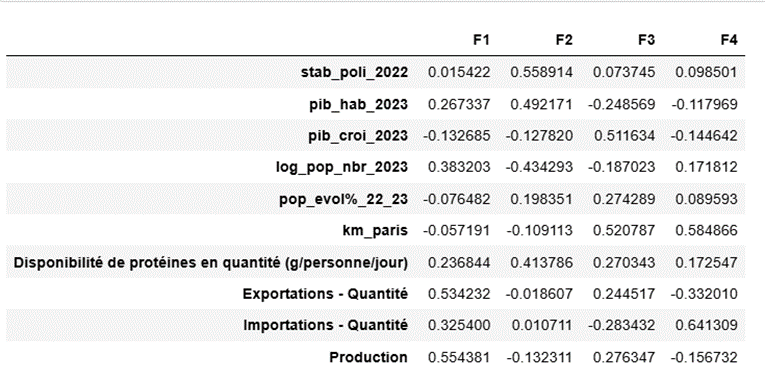 F1 F2 F3 F4
stab_poli_2022 0.015422 0.558914 0.073745 0.098501
pib_hab_2023 0.267337 0.492171 -0.248569 -0.117969
pib_croi_2023 -0.132685 -0.127820 0.511634 -0.144642
log_pop_nbr_2023 0.383203 -0.434293 -0.187023 0.171812
pop_evol%_22_23 -0.076482 0.198351 0.274289 0.089593
km_paris -0.057191 -0.109113 0.520787 0.584866
Disponibilité de protéines en quantité (g/personne/jour) 0.236844 0.413786 0.270343 0.172547
Exportations - Quantité 0.534232 -0.018607 0.244517 -0.332010
Importations - Quantité 0.325400 0.010711 -0.283432 0.641309
Production 0.554381 -0.132311 0.276347 -0.156732